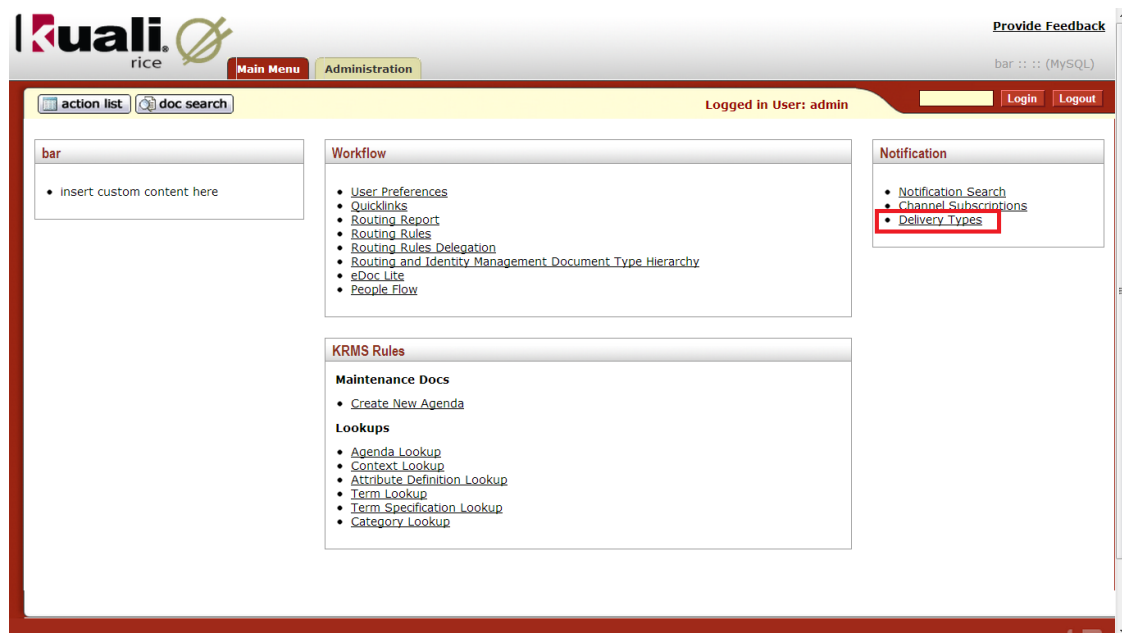 Kuali
rice
Provide Feedback
Main Menu
Administration
bar :: :: (MySQL)
action list
doc search
Logged in User: admin
Login
Logout
bar
insert custom content here
Workflow
User Preferences
Quicklinks
Routing Report
Routing Rules
Routing Rules Delegation
Routing and Identity Management Document Type Hierarchy
eDoc Lite
People Flow
KRMS Rules
Maintenance Docs
Create New Agenda
Lookups
Agenda Lookup
Context Lookup
Attribute Definition Lookup
Term Lookup
Term Specification Lookup
Category Lookup
Notification
Notification Search
Channel Subscriptions
Delivery Types